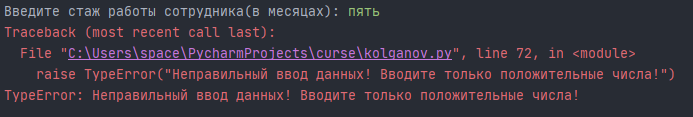 Введите стаж работы сотрудника(в месяцах): пять
Traceback (most recent call last):
  File "C:\Users\space\PycharmProjects\curse\kolganov.py", line 72, in <module>
    raise TypeError("Неправильный ввод данных! Вводите только положительные числа!")
TypeError: Неправильный ввод данных! Вводите только положительные числа!